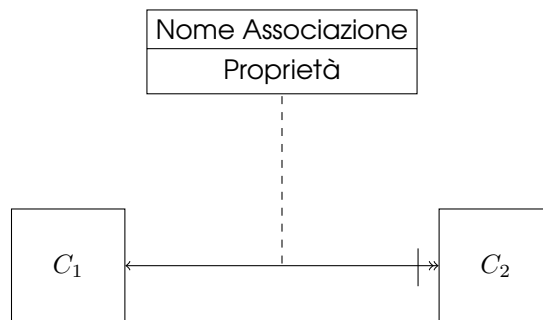 Nome Associazione
Proprietà
C₁
C₂